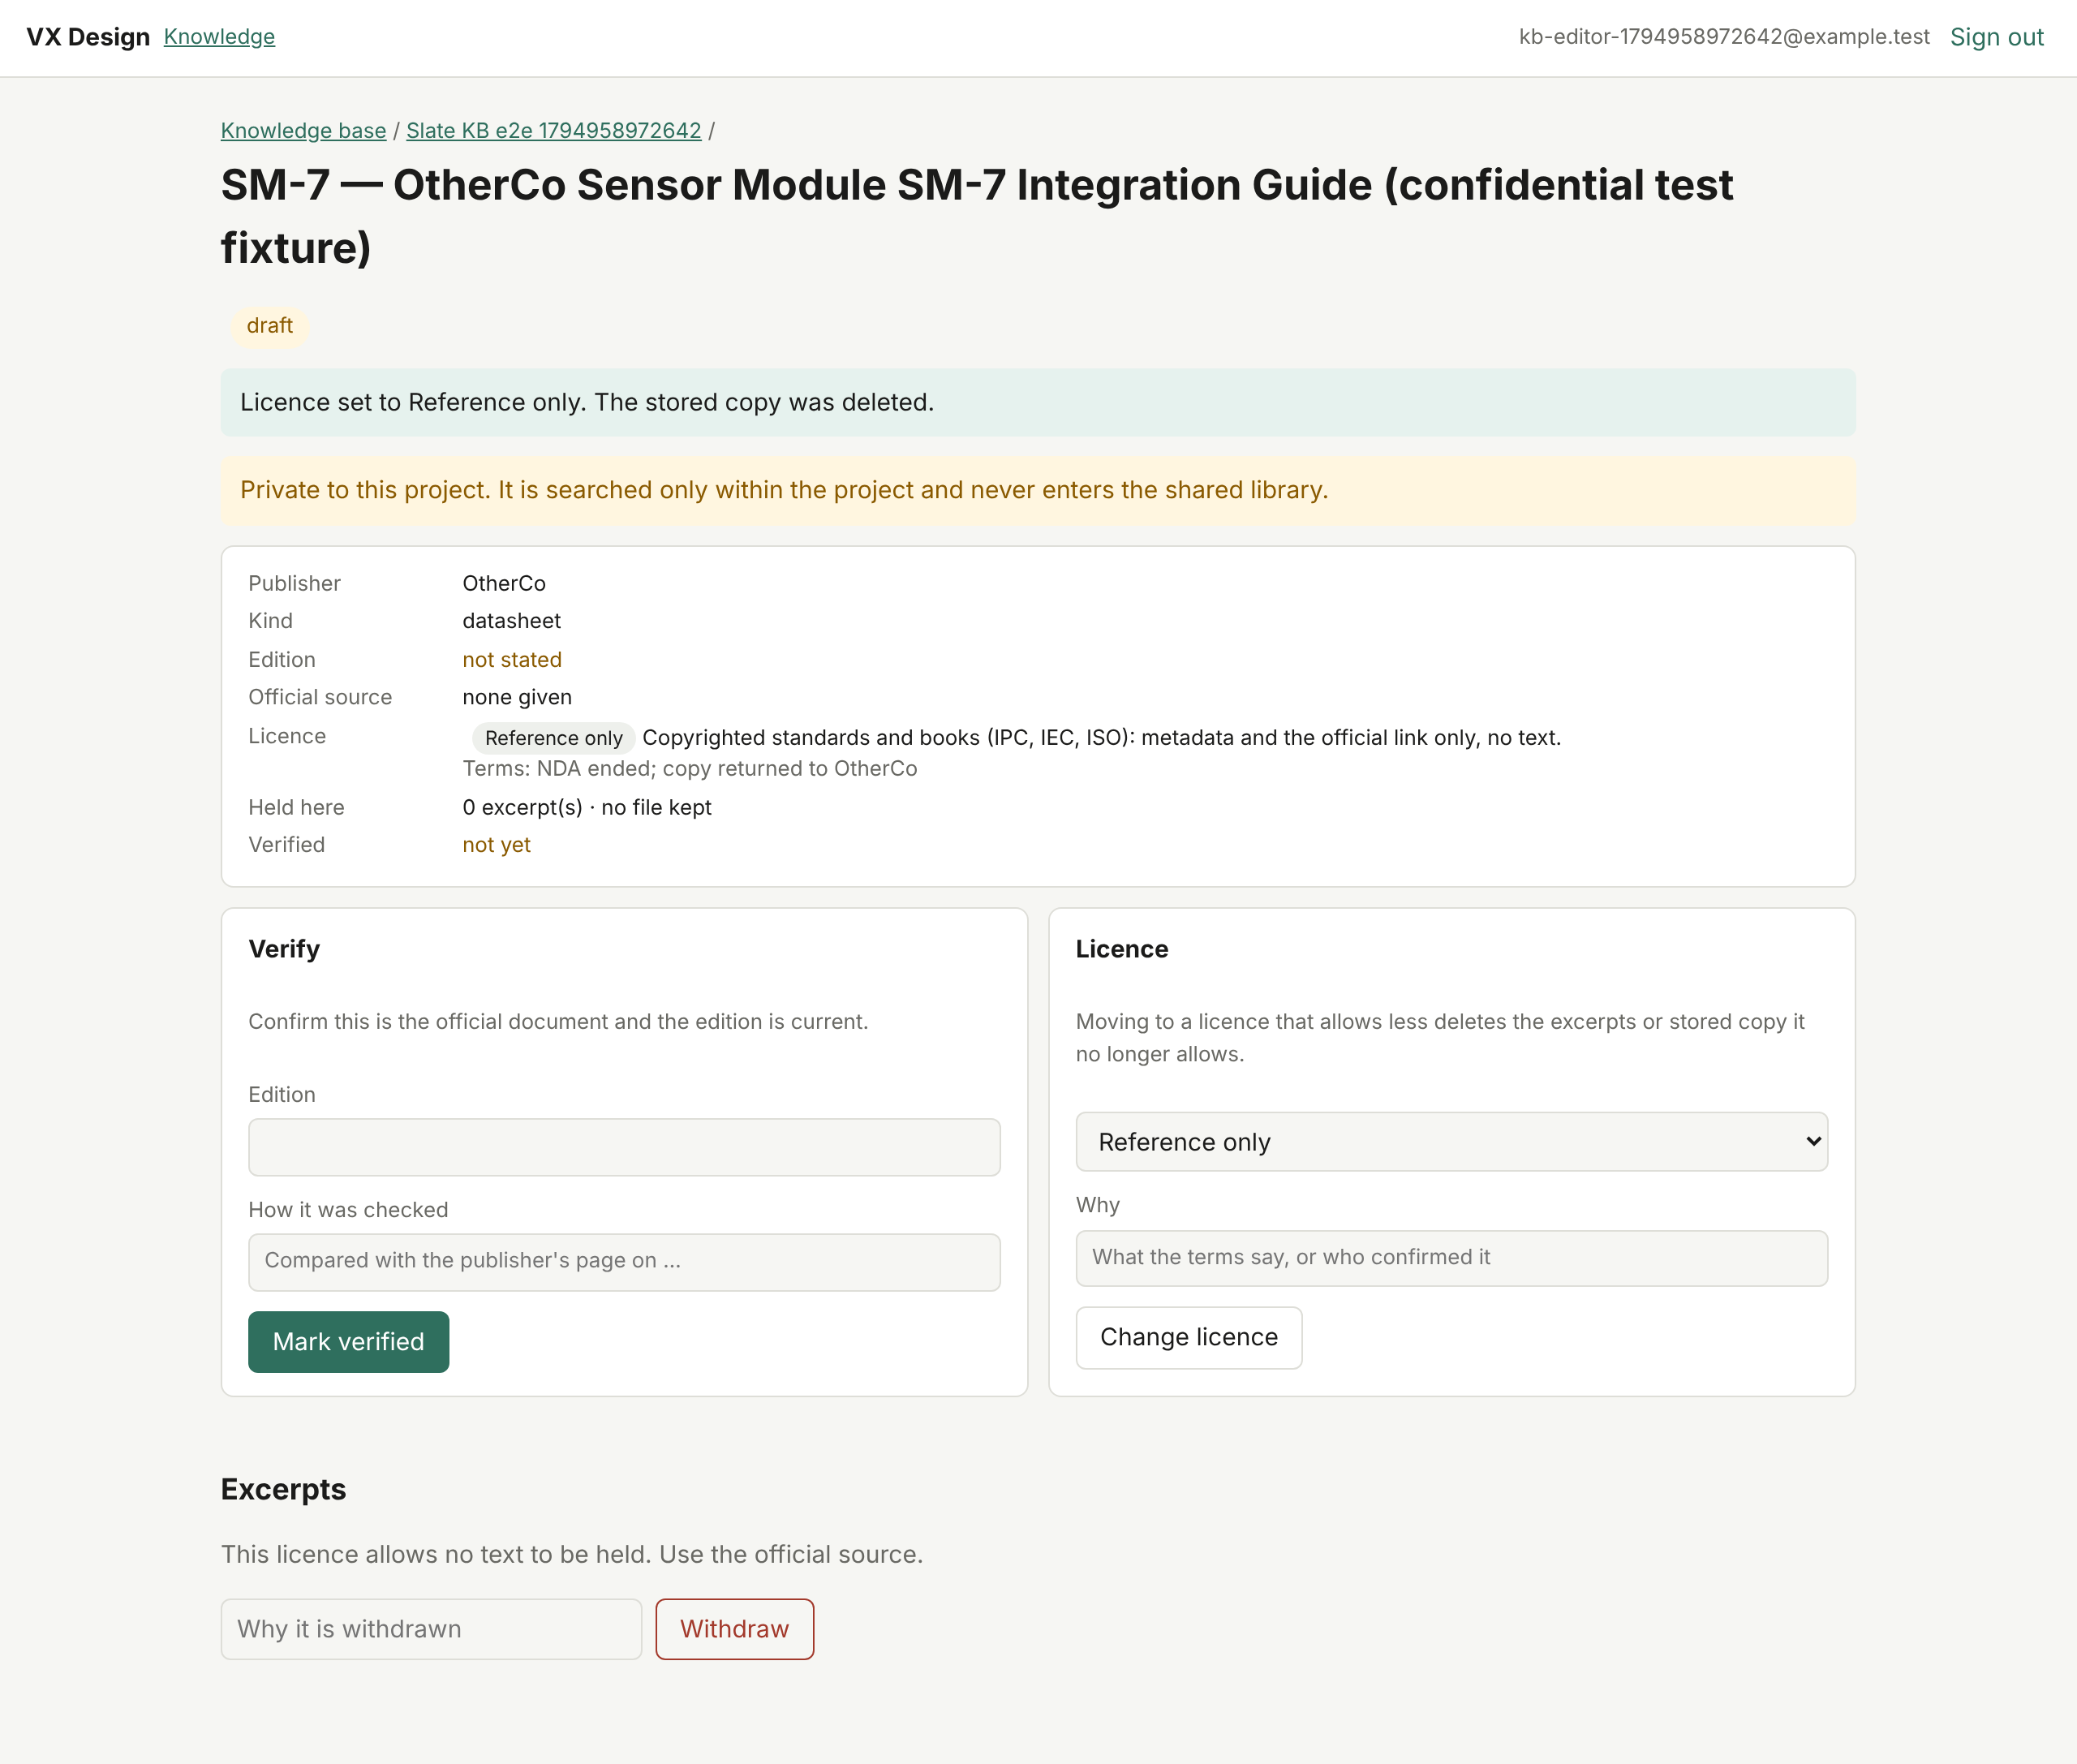 VX Design Knowledge
kb-editor-1794958972642@example.test Sign out
Knowledge base / Slate KB e2e 1794958972642 /
SM-7 — OtherCo Sensor Module SM-7 Integration Guide (confidential test
fixture)
draft
Licence set to Reference only. The stored copy was deleted.
Private to this project. It is searched only within the project and never enters the shared library.
Publisher OtherCo
Kind datasheet
Edition not stated
Official source none given
Licence Reference only Copyrighted standards and books (IPC, IEC, ISO): metadata and the official link only, no text.
Terms: NDA ended; copy returned to OtherCo
Held here 0 excerpt(s) · no file kept
Verified not yet
Verify
Confirm this is the official document and the edition is current.
Edition
How it was checked
Compared with the publisher's page on ...
Mark verified
Licence
Moving to a licence that allows less deletes the excerpts or stored copy it
no longer allows.
Reference only
Why
What the terms say, or who confirmed it
Change licence
Excerpts
This licence allows no text to be held. Use the official source.
Why it is withdrawn Withdraw